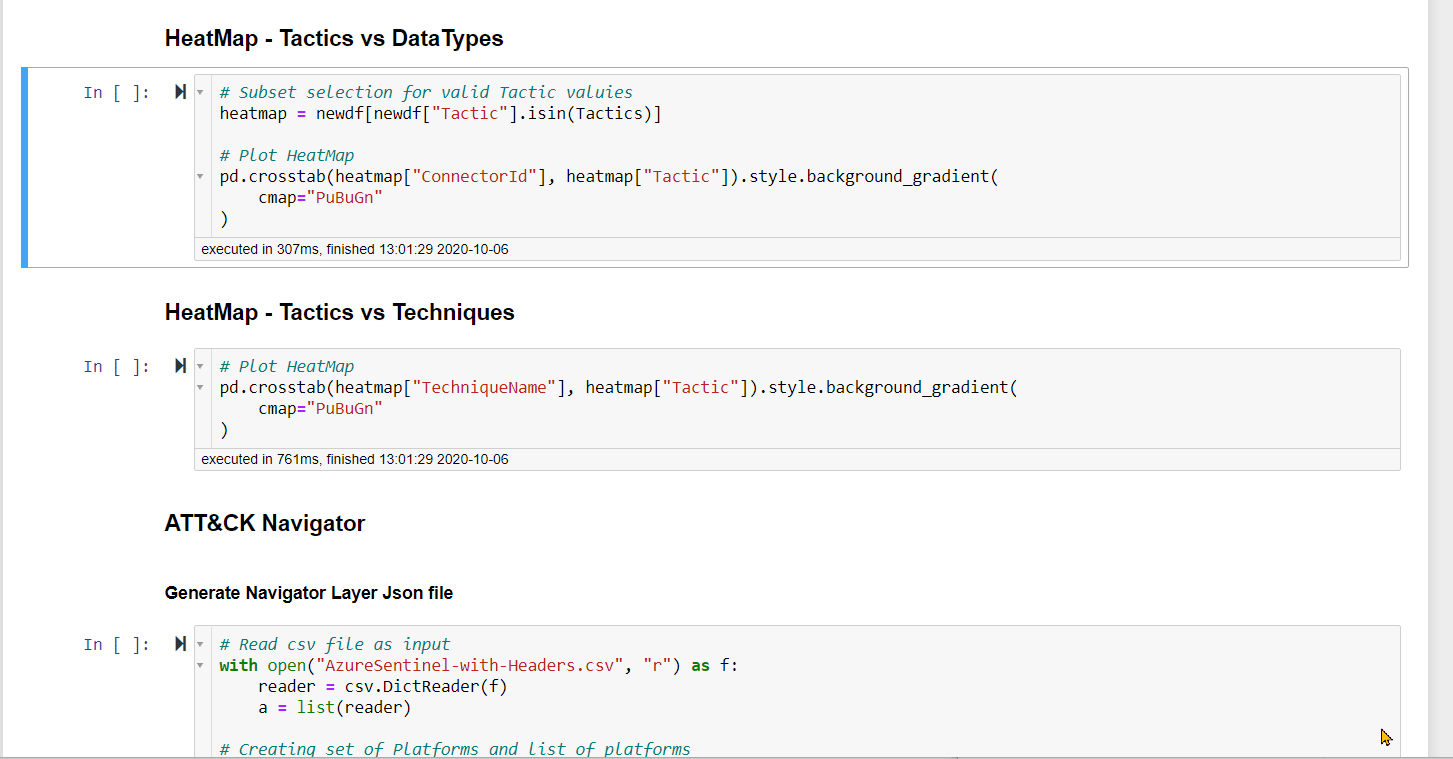 HeatMap - Tactics vs DataTypes
In [ ]:
# Subset selection for valid Tactic valuies
heatmap = newdf[newdf["Tactic"].isin(Tactics)]
# Plot HeatMap
pd.crosstab(heatmap["ConnectorId"], heatmap["Tactic"]).style.background_gradient(
    cmap="PuBuGn"
)
executed in 307ms, finished 13:01:29 2020-10-06
HeatMap - Tactics vs Techniques
In [ ]:
# Plot HeatMap
pd.crosstab(heatmap["TechniqueName"], heatmap["Tactic"]).style.background_gradient(
    cmap="PuBuGn"
)
executed in 761ms, finished 13:01:29 2020-10-06
ATT&CK Navigator
Generate Navigator Layer Json file
In [ ]:
# Read csv file as input
with open("AzureSentinel-with-Headers.csv", "r") as f:
    reader = csv.DictReader(f)
    a = list(reader)
# Creating set of Platforms and list of platforms